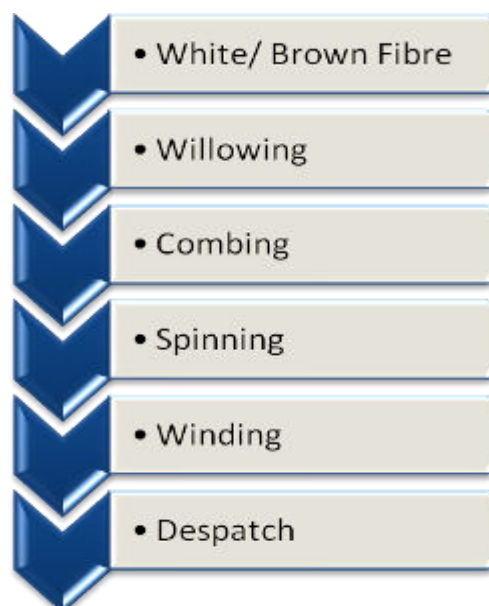 • White/ Brown Fibre
• Willowing
• Combing
• Spinning
• Winding
• Despatch